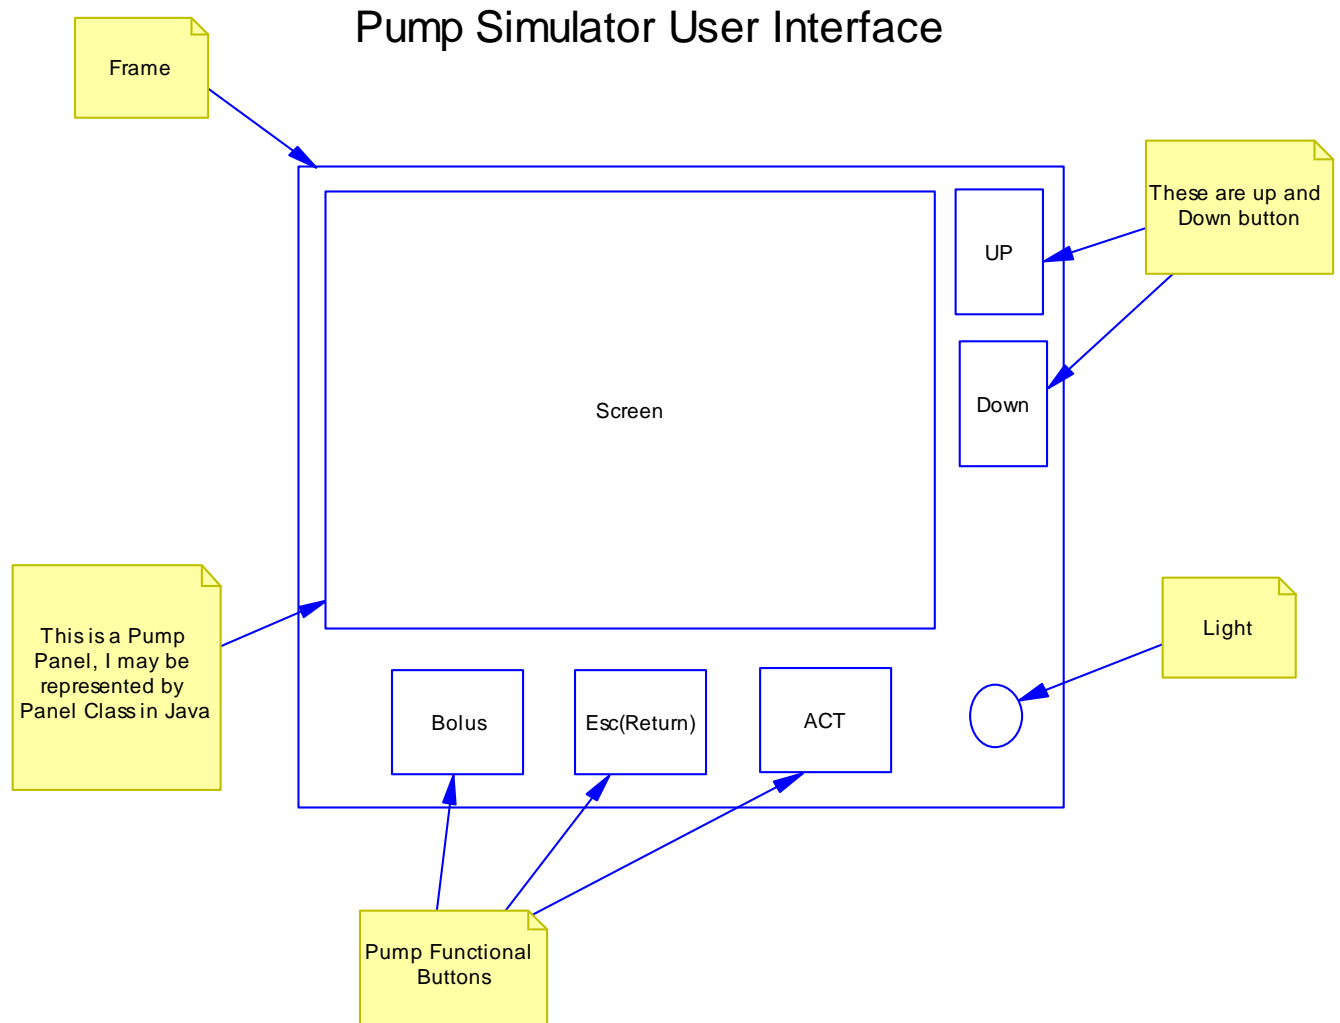 Pump Simulator User Interface
Frame
These are up and
Down button
UP
Down
Screen
This is a Pump
Panel, I may be
represented by
Panel Class in Java
Light
Bolus
Esc(Return)
ACT
Pump Functional
Buttons